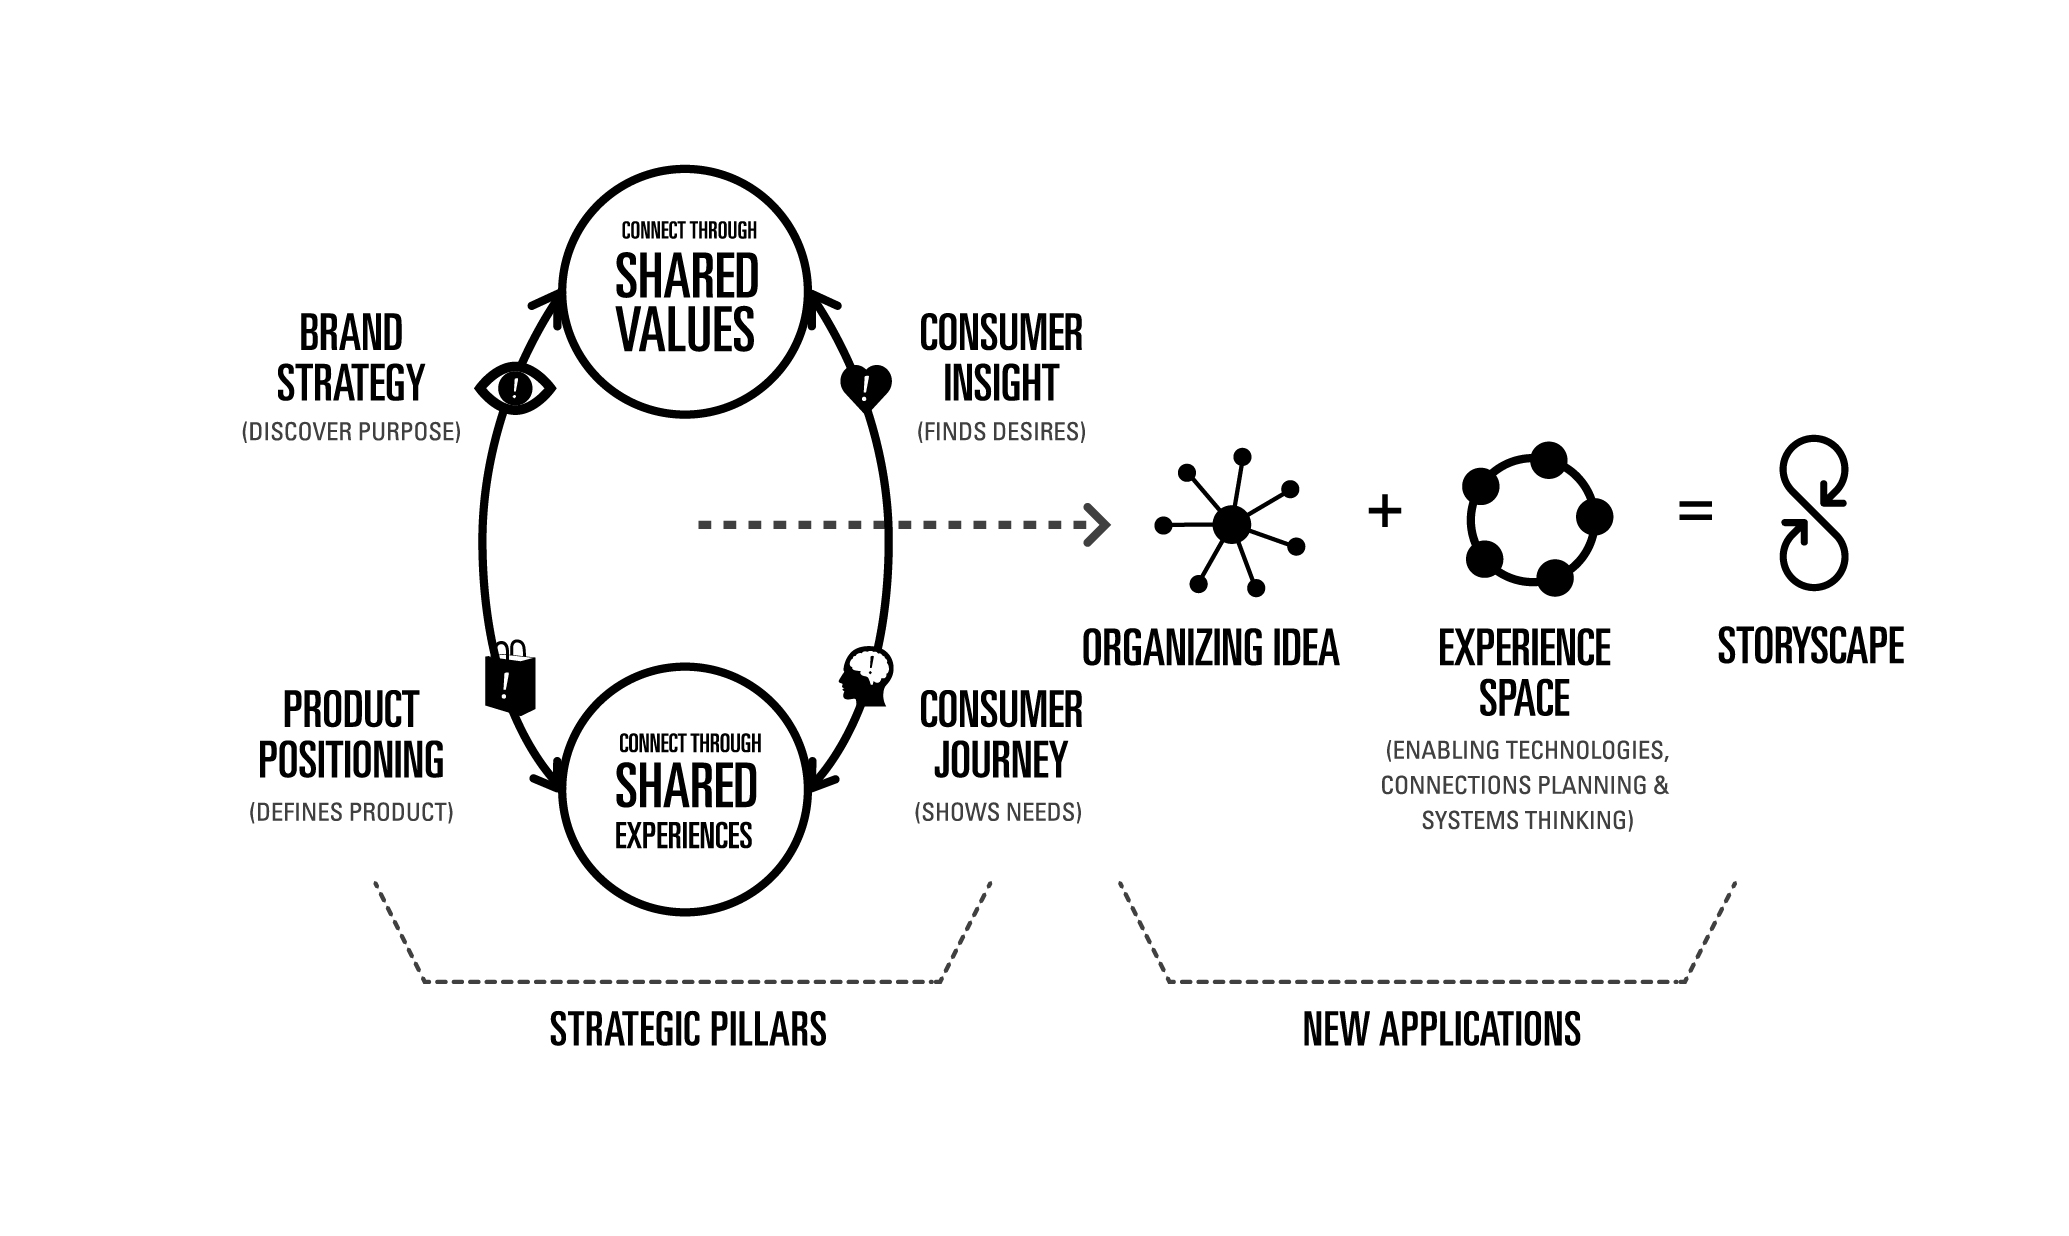 CONNECT THROUGH
SHARED
VALUES
BRAND
STRATEGY
(DISCOVER PURPOSE)
!
!
CONSUMER
INSIGHT
(FINDS DESIRES)
PRODUCT
POSITIONING
(DEFINES PRODUCT)
!
!
CONSUMER
JOURNEY
(SHOWS NEEDS)
CONNECT THROUGH
SHARED
EXPERIENCES
STRATEGIC PILLARS
ORGANIZING IDEA
+
EXPERIENCE
SPACE
(ENABLING TECHNOLOGIES,
CONNECTIONS PLANNING &
SYSTEMS THINKING)
=
STORYSCAPE
NEW APPLICATIONS